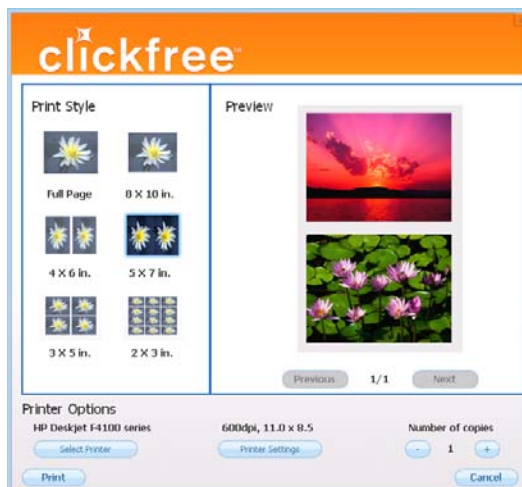 clickfree
Print Style
Full Page
8 X 10 in.
4 X 6 in.
5 X 7 in.
3 X 5 in.
2 X 3 in.
Preview
Previous
1/1
Next
Printer Options
HP Deskjet F4100 series
600dpi, 11.0 x 8.5
Number of copies
Select Printer
Printer Settings
-
1
+
Print
Cancel